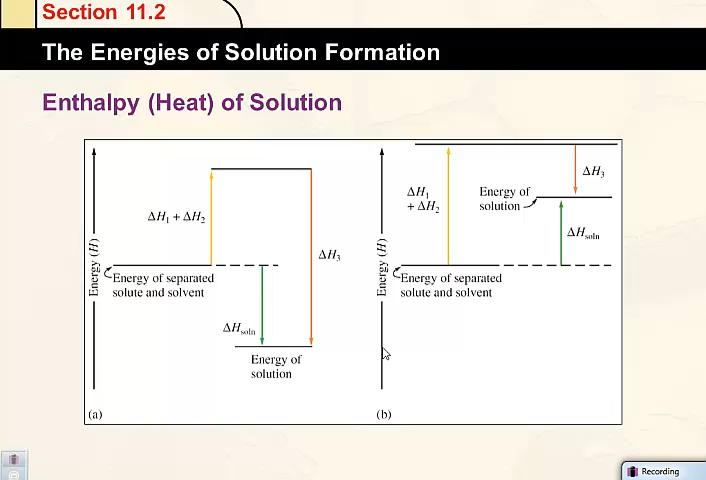 Section 11.2
The Energies of Solution Formation
Enthalpy (Heat) of Solution
Energy (H)
ΔH₁ + ΔH₂
ΔH₃
Energy of separated
solute and solvent
ΔHsoln
Energy of
solution
(a)
Energy (H)
ΔH₁
+ ΔH₂
ΔH₃
Energy of
solution
ΔHsoln
Energy of separated
solute and solvent
(b)
Recording